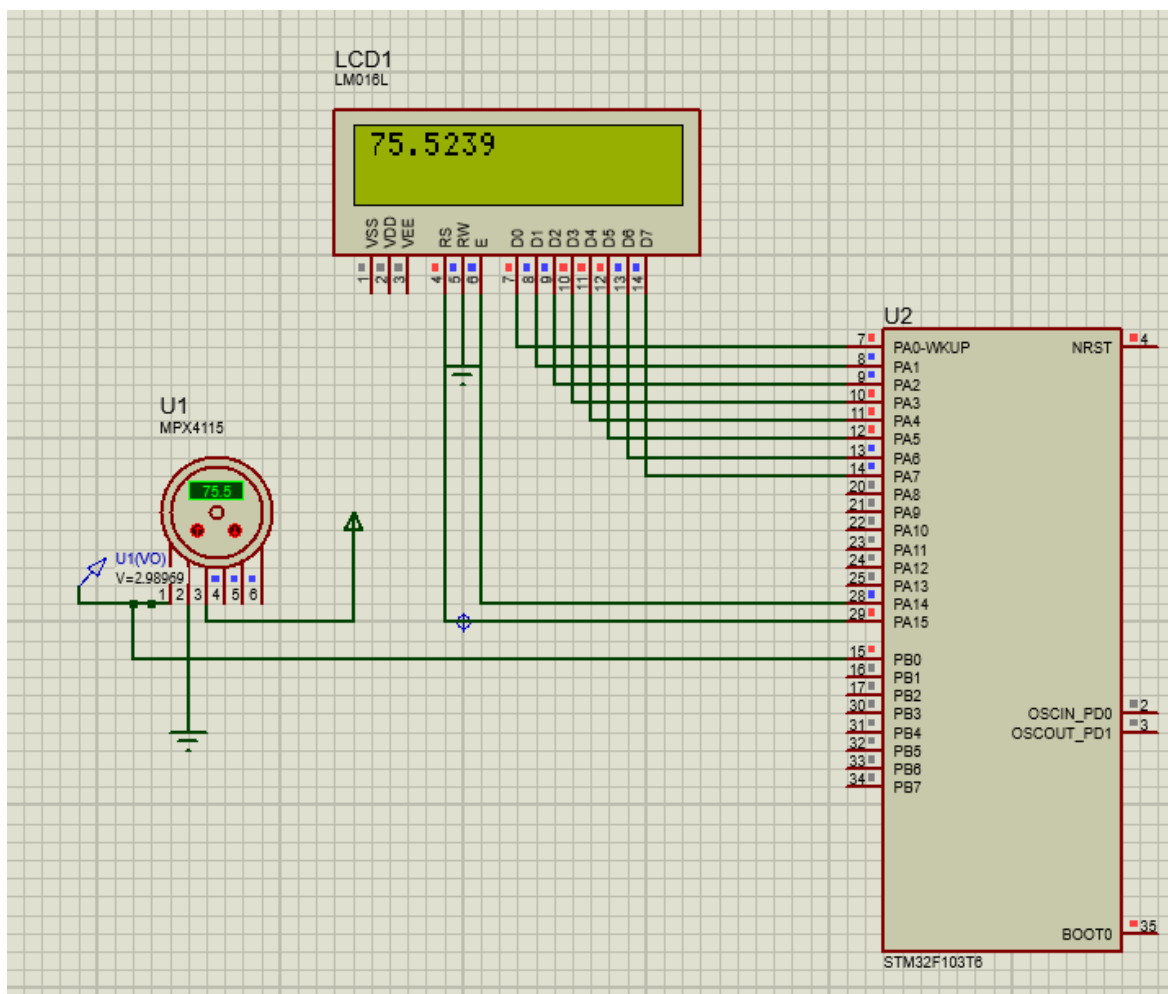 LCD1
LM016L
75.5239
VSS
VDD
VEE
RS
RW
E
D0
D1
D2
D3
D4
D5
D6
D7
1
2
3
4
5
6
7
8
9
10
11
12
13
14
U1
MPX4115
75.5
U1(VO)
V=2.98969
1 2 3 4 5 6
U2
7 PA0-WKUP NRST 4
8 PA1
9 PA2
10 PA3
11 PA4
12 PA5
13 PA6
14 PA7
20 PA8
21 PA9
22 PA10
23 PA11
24 PA12
25 PA13
28 PA14
29 PA15
15 PB0
16 PB1
17 PB2
30 PB3 OSCIN_PD0 2
31 PB4 OSCOUT_PD1 3
32 PB5
33 PB6
34 PB7
BOOT0 35
STM32F103T6